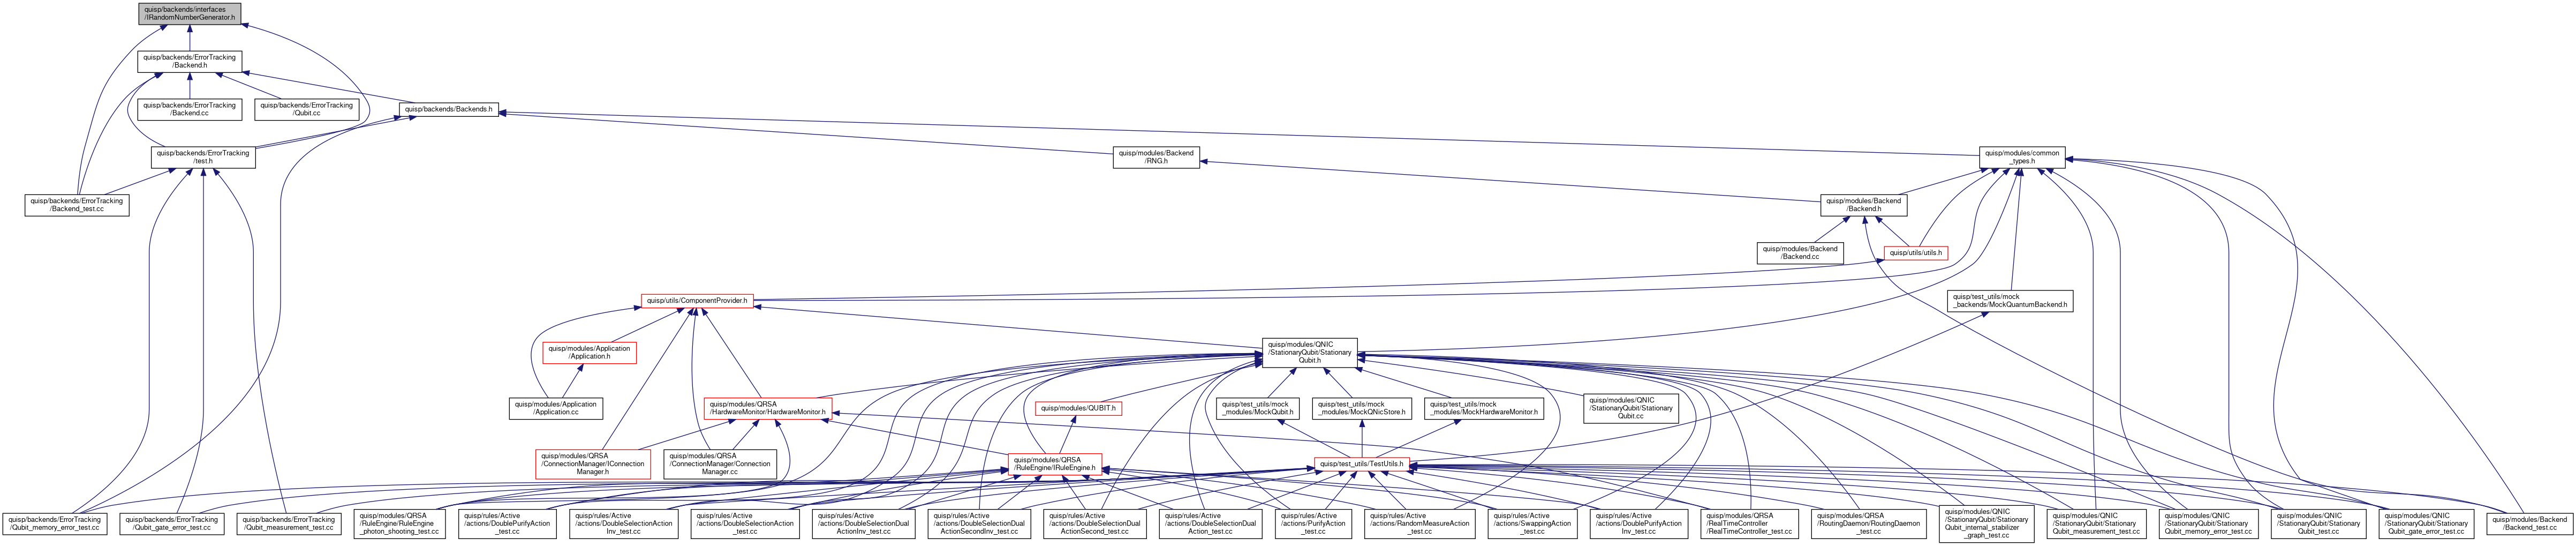 quisp/backends/interfaces
/IRandomNumberGenerator.h
quisp/backends/ErrorTracking
/Backend.h
quisp/backends/ErrorTracking
/Backend.cc
quisp/backends/ErrorTracking
/Qubit.cc
quisp/backends/Backends.h
quisp/backends/ErrorTracking
/test.h
quisp/modules/Backend
/RNG.h
quisp/modules/common
_types.h
quisp/backends/ErrorTracking
/Backend_test.cc
quisp/modules/Backend
/Backend.h
quisp/modules/Backend
/Backend.cc
quisp/utils/utils.h
quisp/utils/ComponentProvider.h
quisp/test_utils/mock
_backends/MockQuantumBackend.h
quisp/modules/Application
/Application.h
quisp/modules/QNIC
/StationaryQubit/Stationary
Qubit.h
quisp/modules/Application
/Application.cc
quisp/modules/QRSA
/HardwareMonitor/HardwareMonitor.h
quisp/modules/QUBIT.h
quisp/test_utils/mock
_modules/MockQubit.h
quisp/test_utils/mock
_modules/MockQNicStore.h
quisp/test_utils/mock
_modules/MockHardwareMonitor.h
quisp/modules/QNIC
/StationaryQubit/Stationary
Qubit.cc
quisp/modules/QRSA
/ConnectionManager/IConnection
Manager.h
quisp/modules/QRSA
/ConnectionManager/Connection
Manager.cc
quisp/modules/QRSA
/RuleEngine/IRuleEngine.h
quisp/test_utils/TestUtils.h
quisp/backends/ErrorTracking
/Qubit_memory_error_test.cc
quisp/backends/ErrorTracking
/Qubit_gate_error_test.cc
quisp/backends/ErrorTracking
/Qubit_measurement_test.cc
quisp/modules/QRSA
/RuleEngine/RuleEngine
_photon_shooting_test.cc
quisp/rules/Active
/actions/DoublePurifyAction
_test.cc
quisp/rules/Active
/actions/DoubleSelectionAction
Inv_test.cc
quisp/rules/Active
/actions/DoubleSelectionAction
_test.cc
quisp/rules/Active
/actions/DoubleSelectionDual
ActionInv_test.cc
quisp/rules/Active
/actions/DoubleSelectionDual
ActionSecondInv_test.cc
quisp/rules/Active
/actions/DoubleSelectionDual
ActionSecond_test.cc
quisp/rules/Active
/actions/DoubleSelectionDual
Action_test.cc
quisp/rules/Active
/actions/PurifyAction
_test.cc
quisp/rules/Active
/actions/RandomMeasureAction
_test.cc
quisp/rules/Active
/actions/SwappingAction
_test.cc
quisp/rules/Active
/actions/DoublePurifyAction
Inv_test.cc
quisp/modules/QRSA
/RealTimeController
/RealTimeController_test.cc
quisp/modules/QRSA
/RoutingDaemon/RoutingDaemon
_test.cc
quisp/modules/QNIC
/StationaryQubit/Stationary
Qubit_internal_stabilizer
_graph_test.cc
quisp/modules/QNIC
/StationaryQubit/Stationary
Qubit_measurement_test.cc
quisp/modules/QNIC
/StationaryQubit/Stationary
Qubit_memory_error_test.cc
quisp/modules/QNIC
/StationaryQubit/Stationary
Qubit_test.cc
quisp/modules/QNIC
/StationaryQubit/Stationary
Qubit_gate_error_test.cc
quisp/modules/Backend
/Backend_test.cc